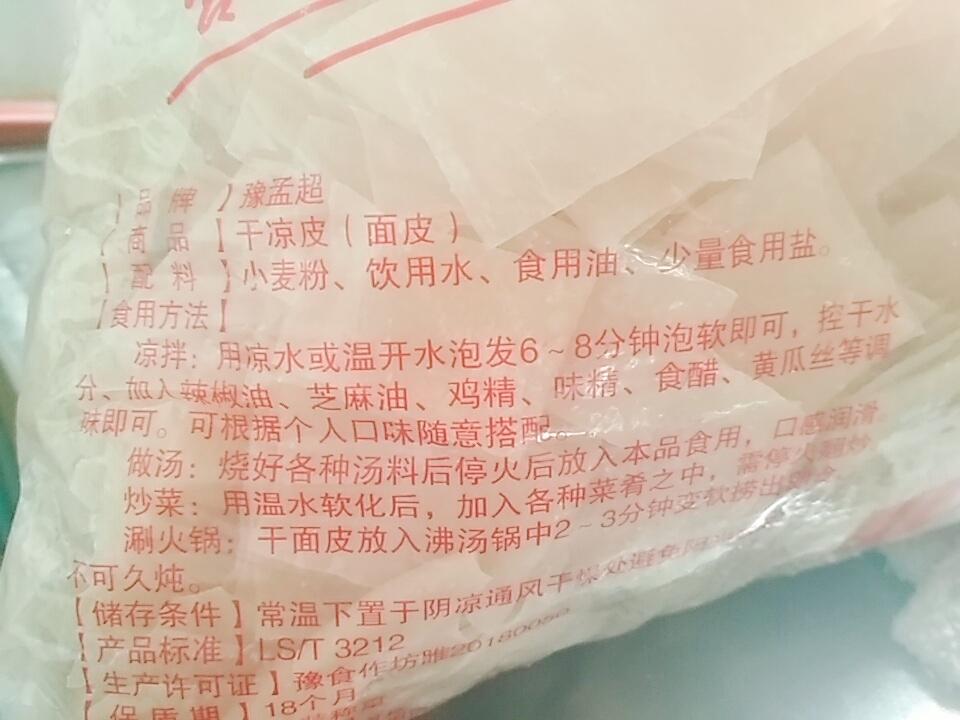 【品牌】豫孟超
【商品】干凉皮（面皮）
【配料】小麦粉、饮用水、食用油、少量食用盐。
【食用方法】
凉拌：用凉水或温开水泡发6~8分钟泡软即可，控干水
分、加入辣椒油、芝麻油、鸡精、味精、食醋、黄瓜丝等调
味即可。可根据个人口味随意搭配。
做汤：烧好各种汤料后停火后放入本品食用，口感润滑。
炒菜：用温水软化后，加入各种菜肴之中，需停火翻炒
涮火锅：干面皮放入沸汤锅中2~3分钟变软捞出
不可久炖。
【储存条件】常温下置于阴凉通风干燥处避免
【产品标准】LS/T 3212
【生产许可证】豫食作坊
【保质期】18个月